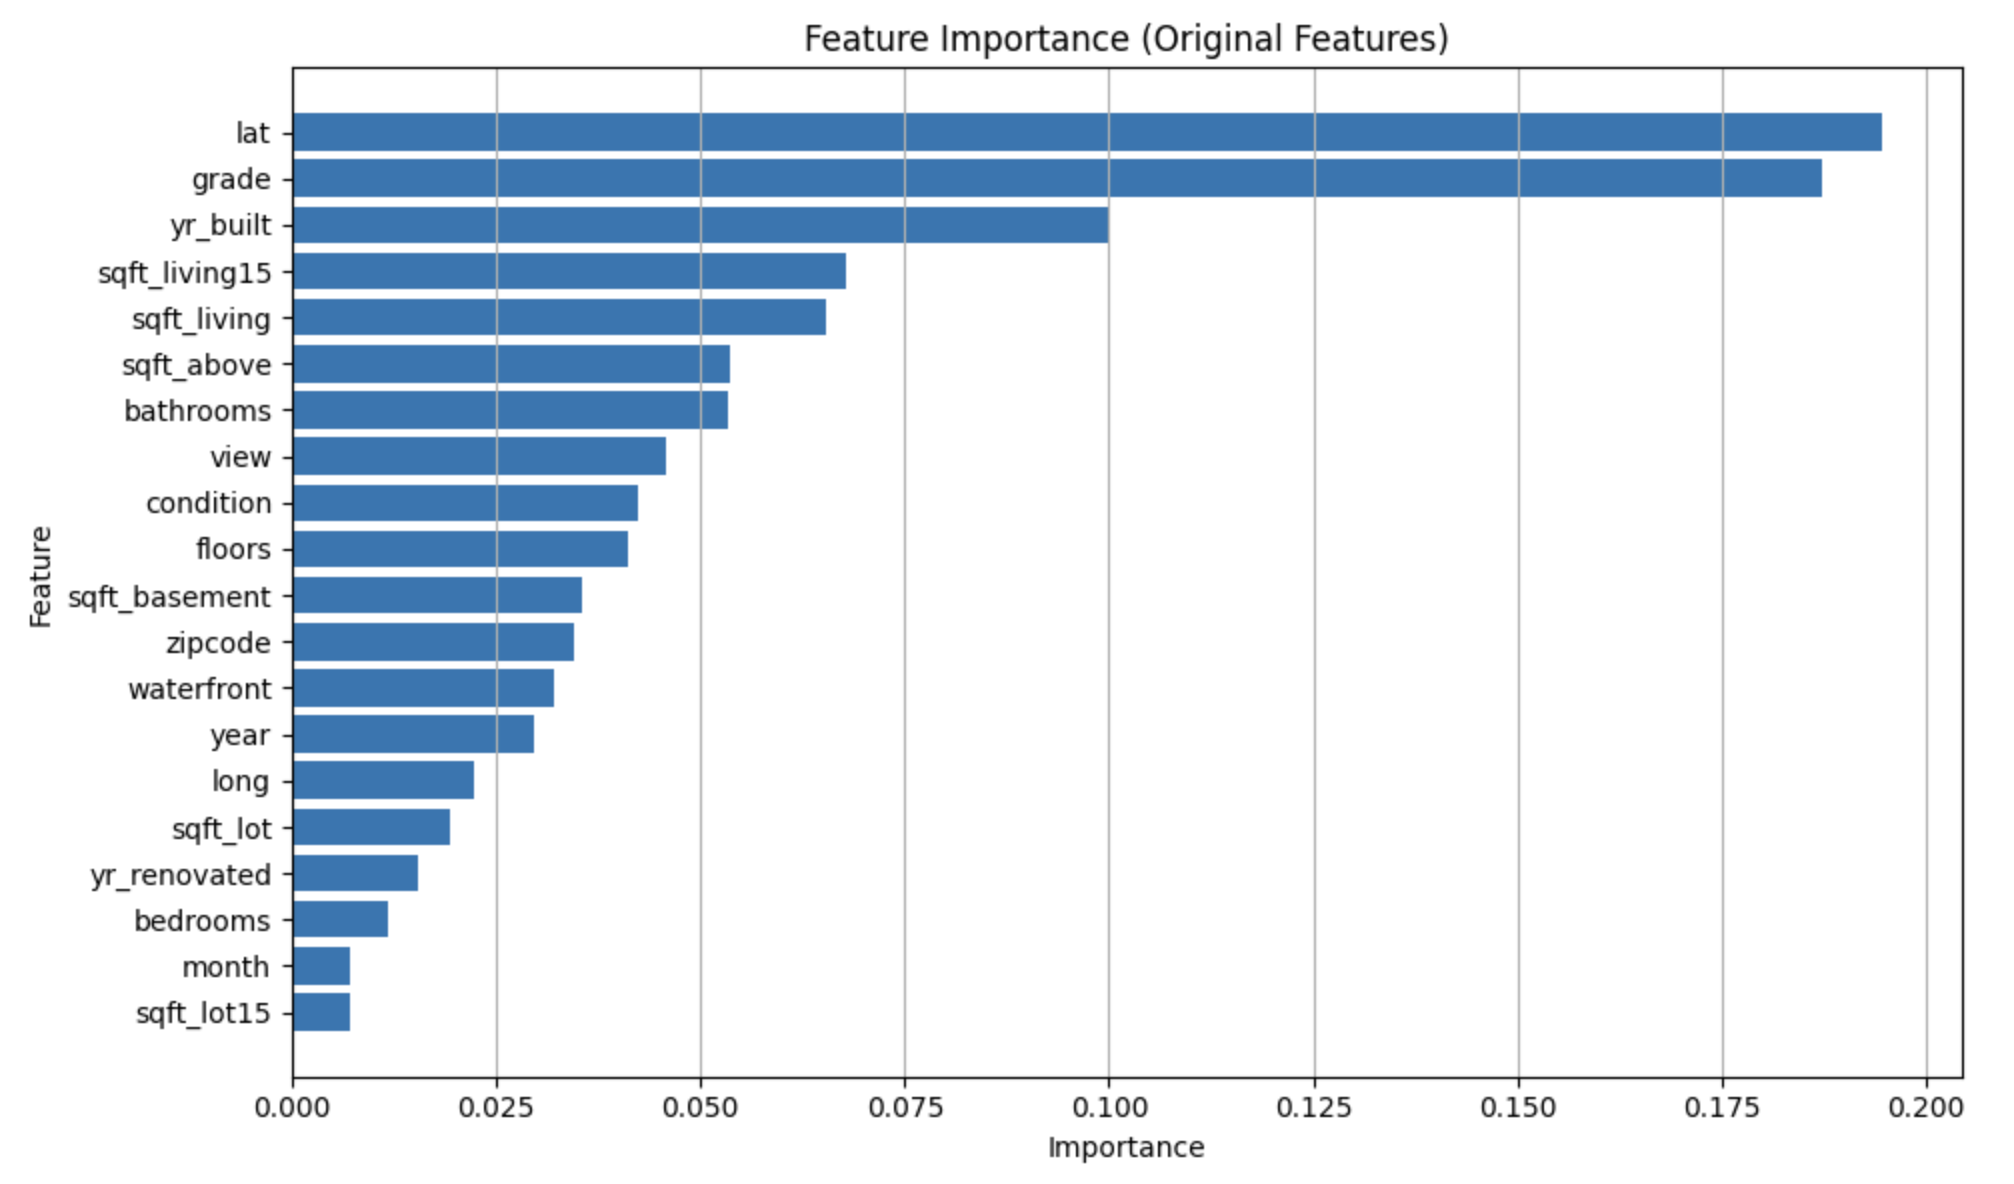 Feature Importance (Original Features)
lat
grade
yr_built
sqft_living15
sqft_living
sqft_above
bathrooms
view
condition
floors
sqft_basement
zipcode
waterfront
year
long
sqft_lot
yr_renovated
bedrooms
month
sqft_lot15
Feature
0.000 0.025 0.050 0.075 0.100 0.125 0.150 0.175 0.200
Importance